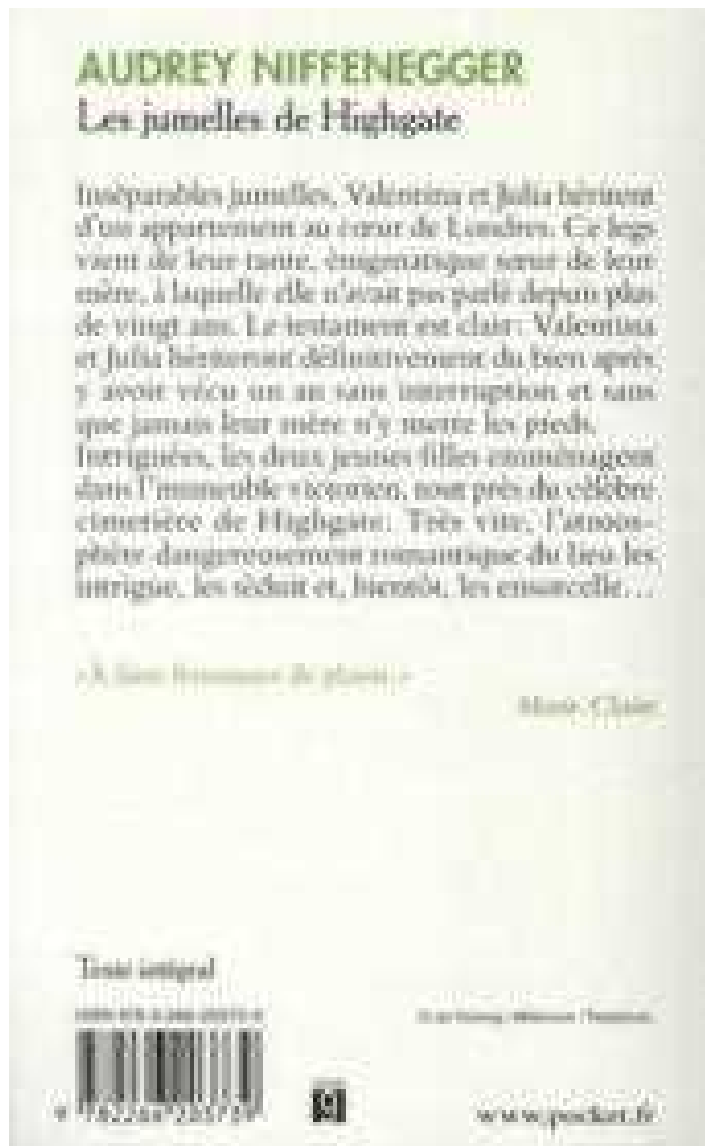 AUDREY NIFFENEGGER
Les jumelles de Highgate
Inséparables jumelles, Valentina et Julia héritent
d'un appartement au cœur de Londres. Ce legs
vient de leur tante, énigmatique sœur de leur
mère, à laquelle elle n'avait pas parlé depuis plus
de vingt ans. Le testament est clair: Valentina
et Julia hériteront définitivement du bien après
y avoir vécu un an sans interruption et sans
que jamais leur mère n'y mette les pieds.
Intriguées, les deux jeunes filles emménagent
dans l'immeuble victorien, tout près du célèbre
cimetière de Highgate. Très vite, l'atmos-
phère dangereusement romantique du lieu les
intrigue, les séduit et, bientôt, les ensorcelle…
de plaisir.»
Marie Claire
Texte intégral
ISBN
www.pocket.fr